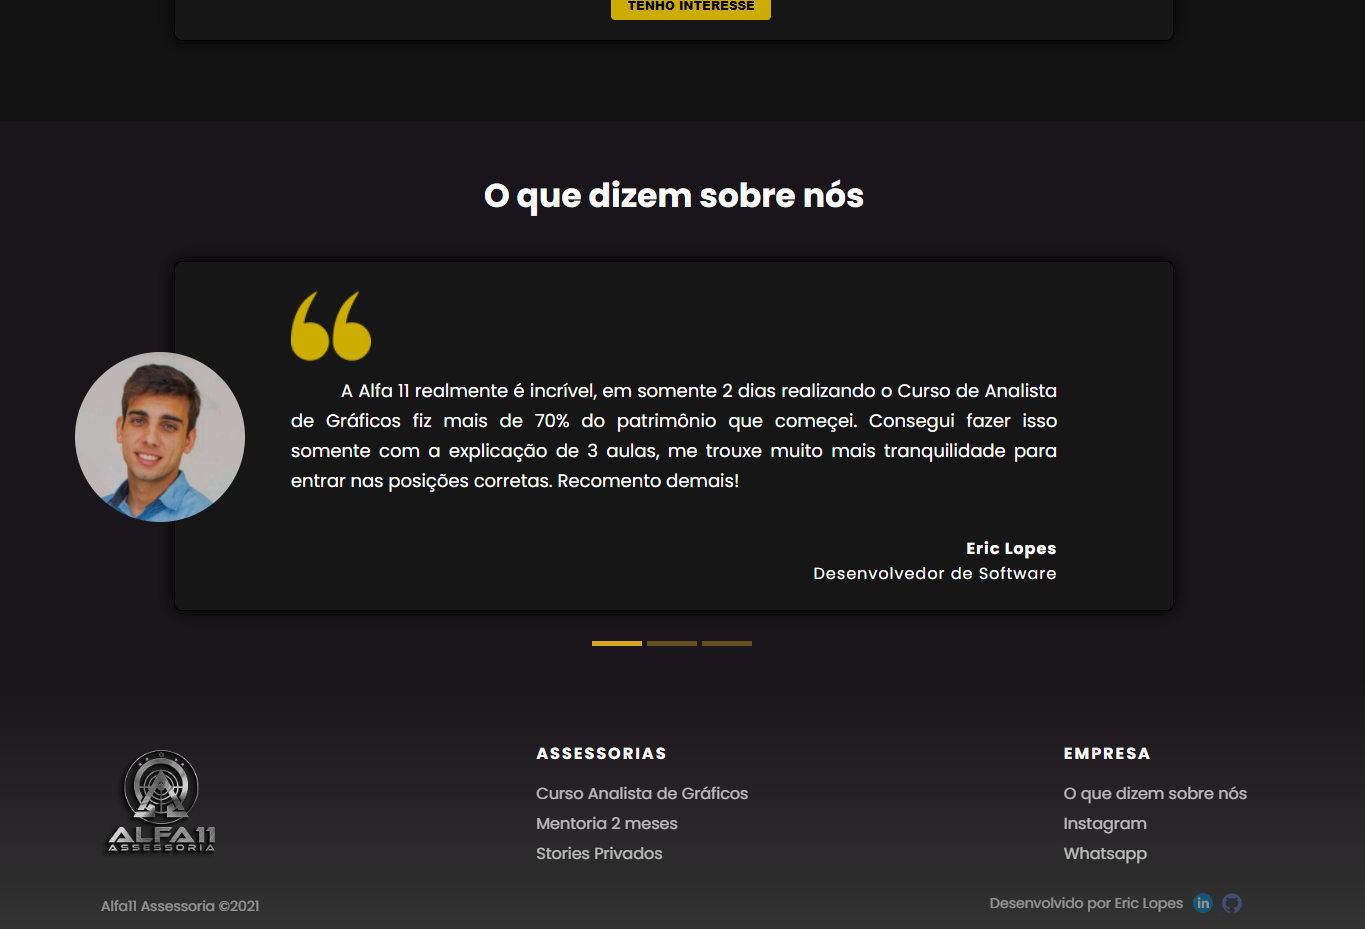 TENHO INTERESSE
O que dizem sobre nós
A Alfa 11 realmente é incrível, em somente 2 dias realizando o Curso de Analista
de Gráficos fiz mais de 70% do patrimônio que começei. Consegui fazer isso
somente com a explicação de 3 aulas, me trouxe muito mais tranquilidade para
entrar nas posições corretas. Recomento demais!
Eric Lopes
Desenvolvedor de Software
ALFA11
ASSESSORIA
ASSESSORIAS
Curso Analista de Gráficos
Mentoria 2 meses
Stories Privados
EMPRESA
O que dizem sobre nós
Instagram
Whatsapp
Alfa11 Assessoria ©2021
Desenvolvido por Eric Lopes in